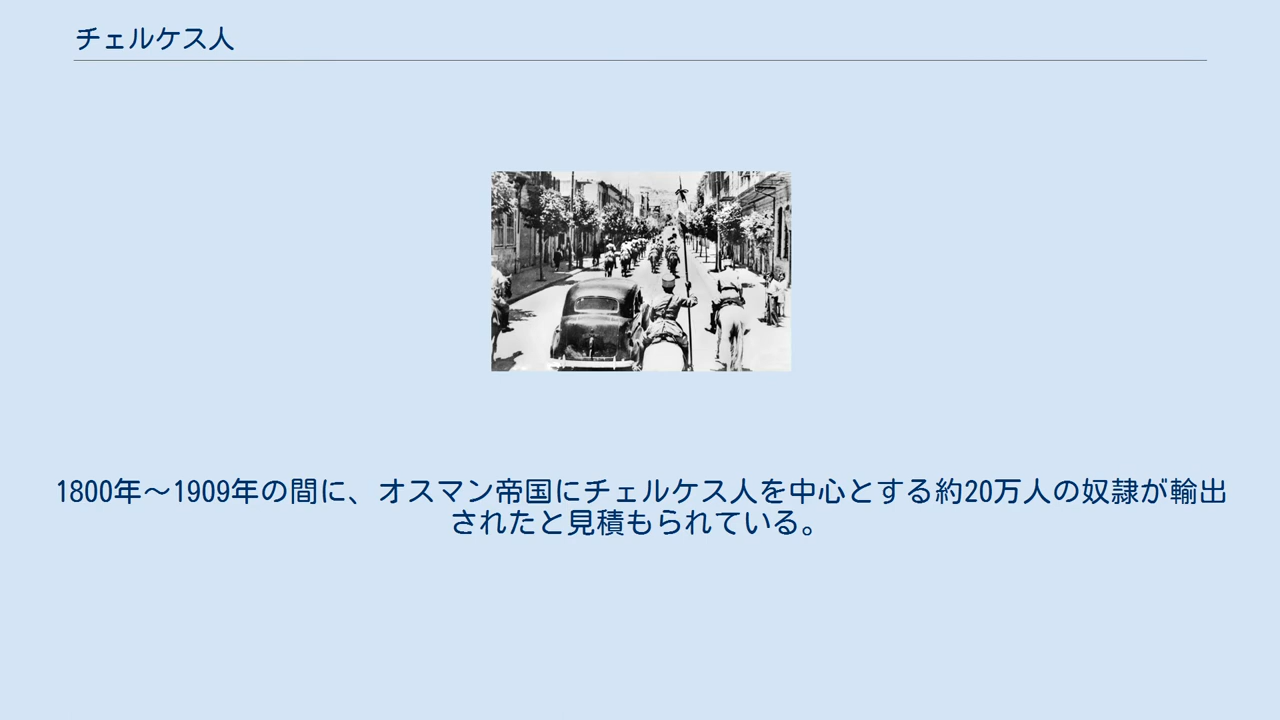 チェルケス人
1800年～1909年の間に、オスマン帝国にチェルケス人を中心とする約20万人の奴隷が輸出
されたと見積もられている。